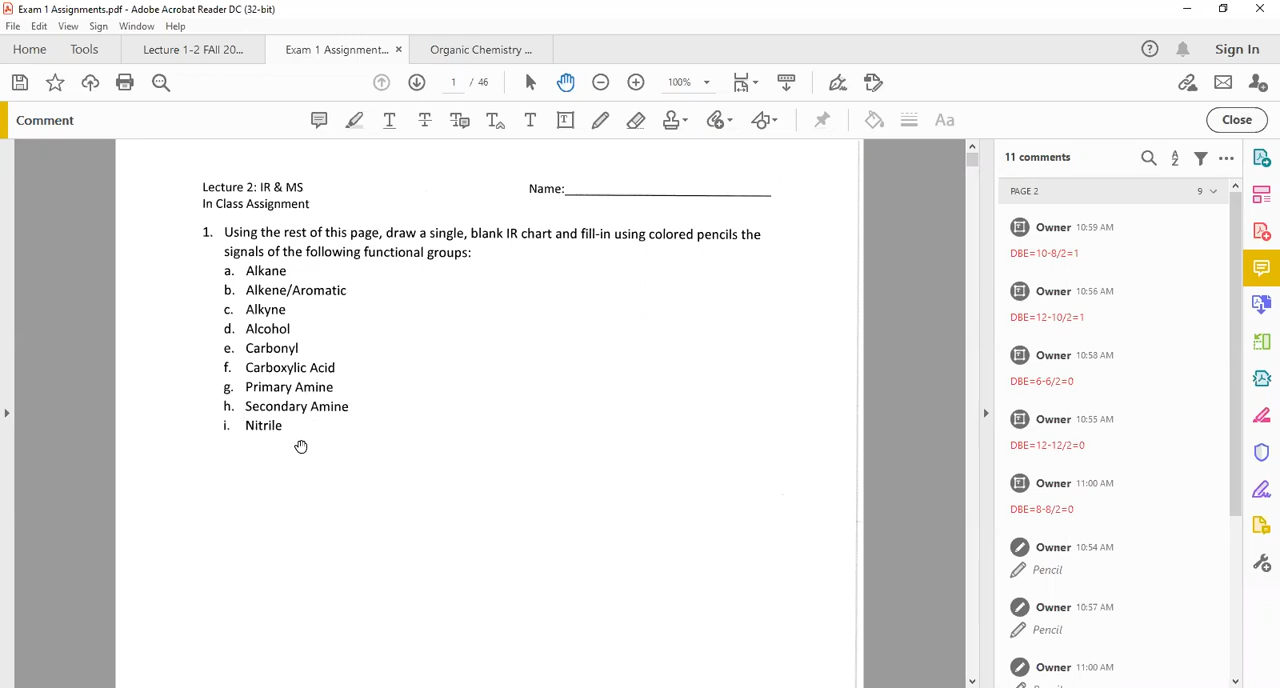 Exam 1 Assignments.pdf - Adobe Acrobat Reader DC (32-bit)
File Edit View Sign Window Help
Home Tools Lecture 1-2 FAll 20... Exam 1 Assignment... × Organic Chemistry ... Sign In
1 / 46 100%
Comment Close
Lecture 2: IR & MS Name:
In Class Assignment
1. Using the rest of this page, draw a single, blank IR chart and fill-in using colored pencils the
signals of the following functional groups:
a. Alkane
b. Alkene/Aromatic
c. Alkyne
d. Alcohol
e. Carbonyl
f. Carboxylic Acid
g. Primary Amine
h. Secondary Amine
i. Nitrile
11 comments
PAGE 2 9
Owner 10:59 AM
DBE=10-8/2=1
Owner 10:56 AM
DBE=12-10/2=1
Owner 10:58 AM
DBE=6-6/2=0
Owner 10:55 AM
DBE=12-12/2=0
Owner 11:00 AM
DBE=8-8/2=0
Owner 10:54 AM
Pencil
Owner 10:57 AM
Pencil
Owner 11:00 AM